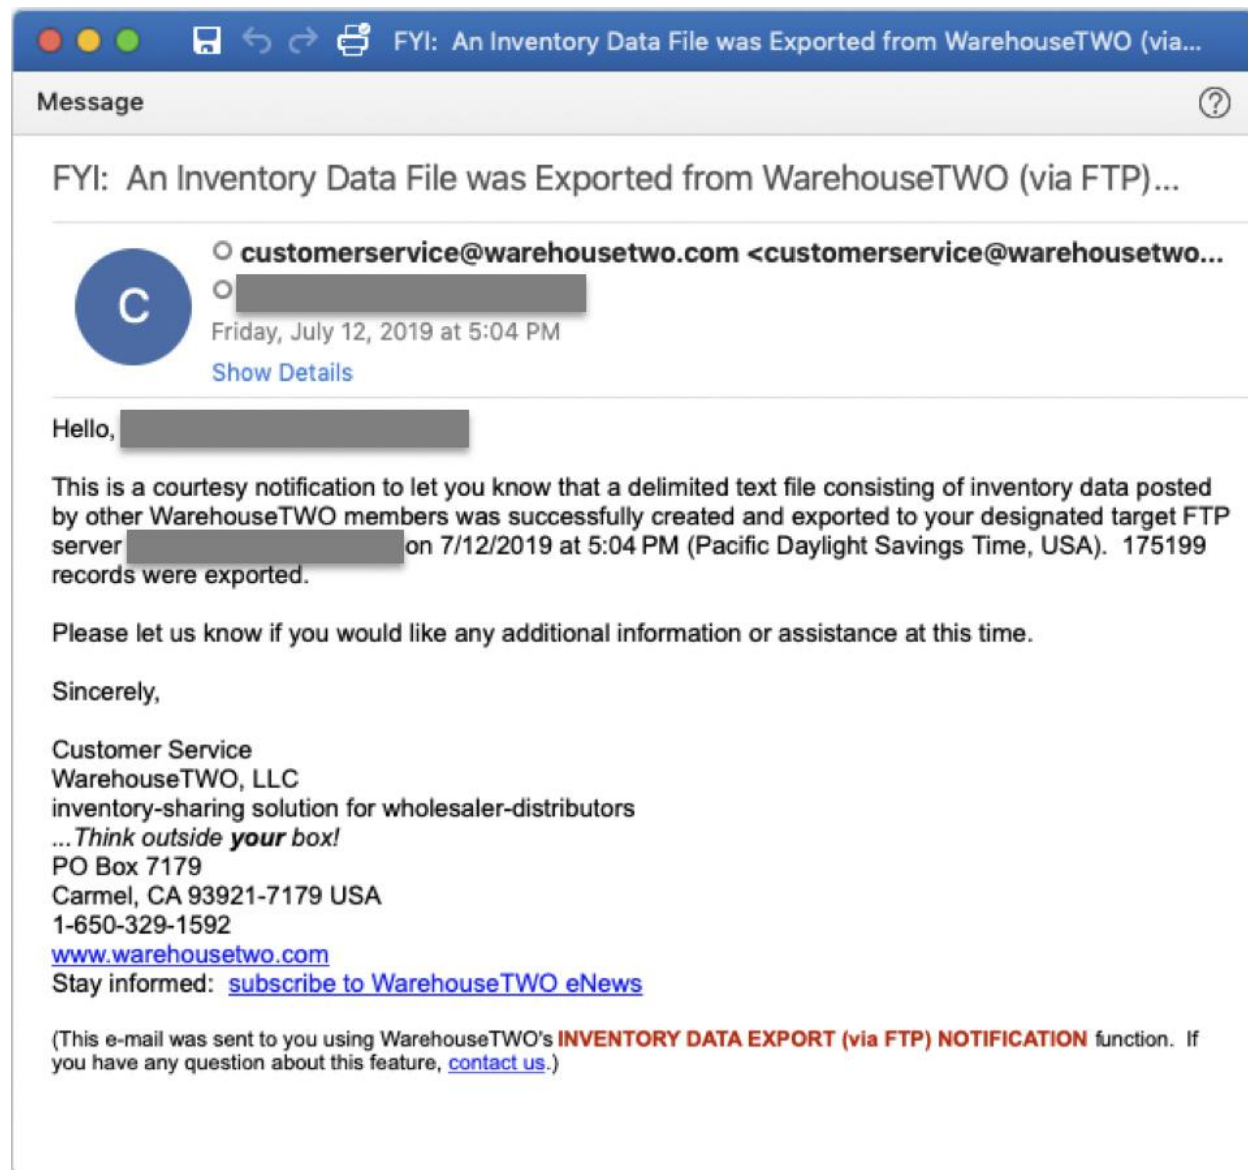 FYI:  An Inventory Data File was Exported from WarehouseTWO (via...
Message
FYI:  An Inventory Data File was Exported from WarehouseTWO (via FTP)...
C
customerservice@warehousetwo.com <customerservice@warehousetwo...
Friday, July 12, 2019 at 5:04 PM
Show Details
Hello,
This is a courtesy notification to let you know that a delimited text file consisting of inventory data posted
by other WarehouseTWO members was successfully created and exported to your designated target FTP
server on 7/12/2019 at 5:04 PM (Pacific Daylight Savings Time, USA).  175199
records were exported.
Please let us know if you would like any additional information or assistance at this time.
Sincerely,
Customer Service
WarehouseTWO, LLC
inventory-sharing solution for wholesaler-distributors
...Think outside your box!
PO Box 7179
Carmel, CA 93921-7179 USA
1-650-329-1592
www.warehousetwo.com
Stay informed:  subscribe to WarehouseTWO eNews
(This e-mail was sent to you using WarehouseTWO's INVENTORY DATA EXPORT (via FTP) NOTIFICATION function.  If
you have any question about this feature, contact us.)